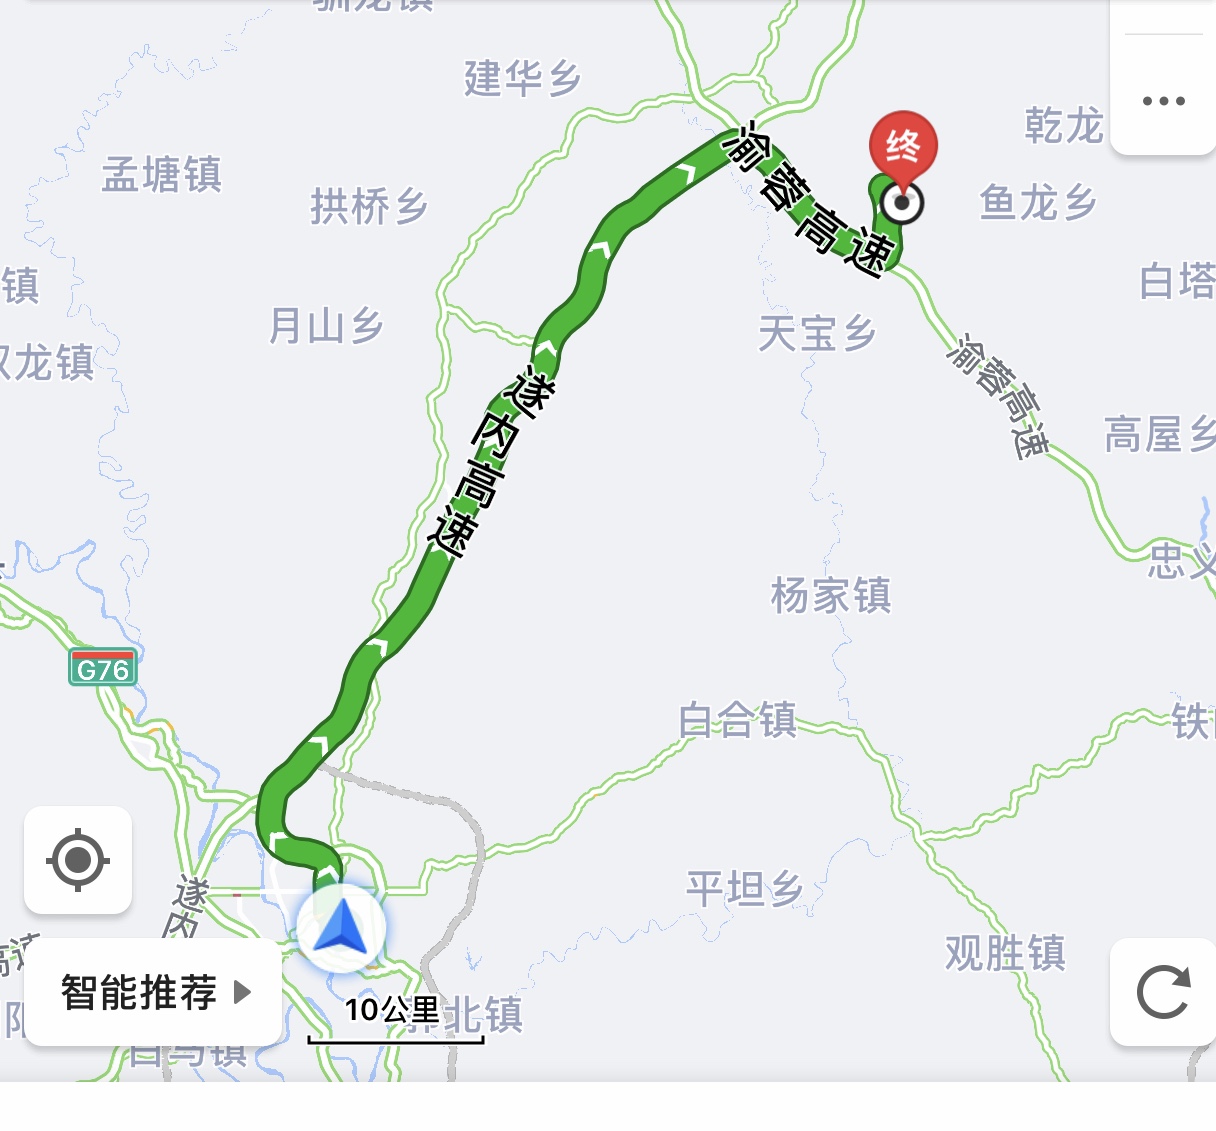 建华乡
乾龙
终
孟塘镇
拱桥乡
渝蓉高速
鱼龙乡
镇
白塔
月山乡
天宝乡
龙镇
渝蓉高速
遂内高速
高屋乡
忠义
杨家镇
G76
白合镇
铁
平坦乡
遂内
观胜镇
智能推荐
10公里
北镇
白马镇